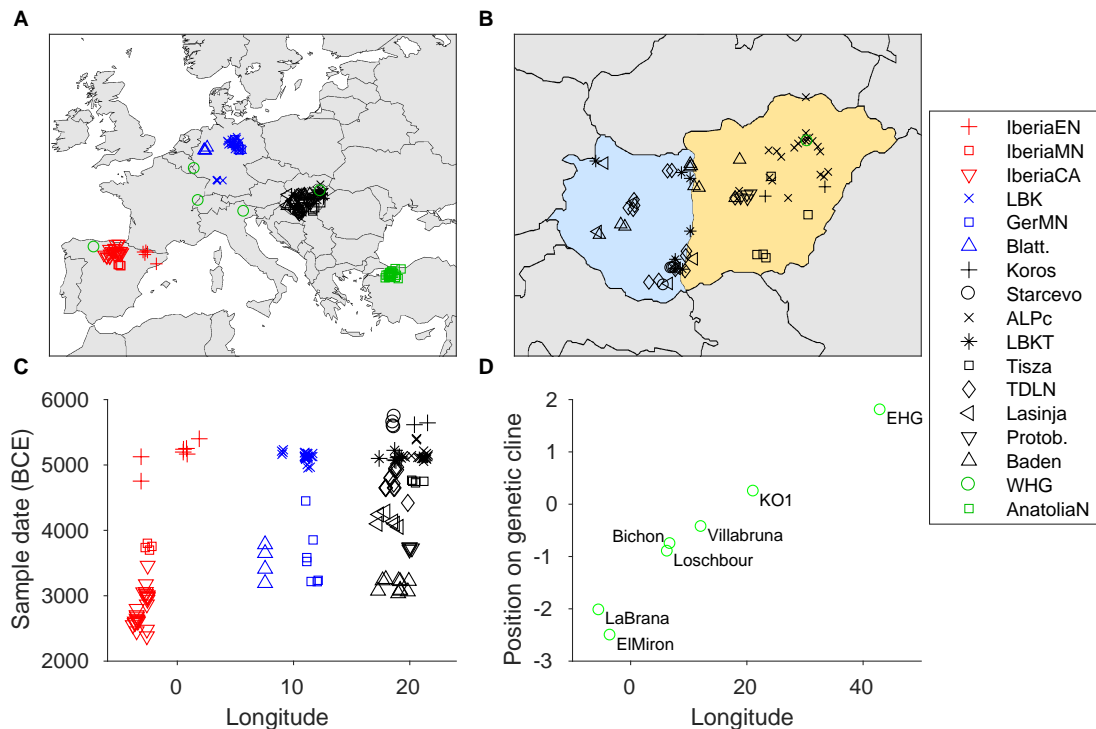 A
B
IberiaEN
IberiaMN
IberiaCA
LBK
GerMN
Blatt.
Koros
Starcevo
ALPc
LBKT
Tisza
TDLN
Lasinja
Protob.
Baden
WHG
AnatoliaN
C
6000
5000
4000
3000
2000
Sample date (BCE)
0
10
20
Longitude
D
2
1
0
-1
-2
-3
Position on genetic cline
EHG
KO1
Villabruna
Bichon
Loschbour
LaBrana
ElMiron
0
20
40
Longitude